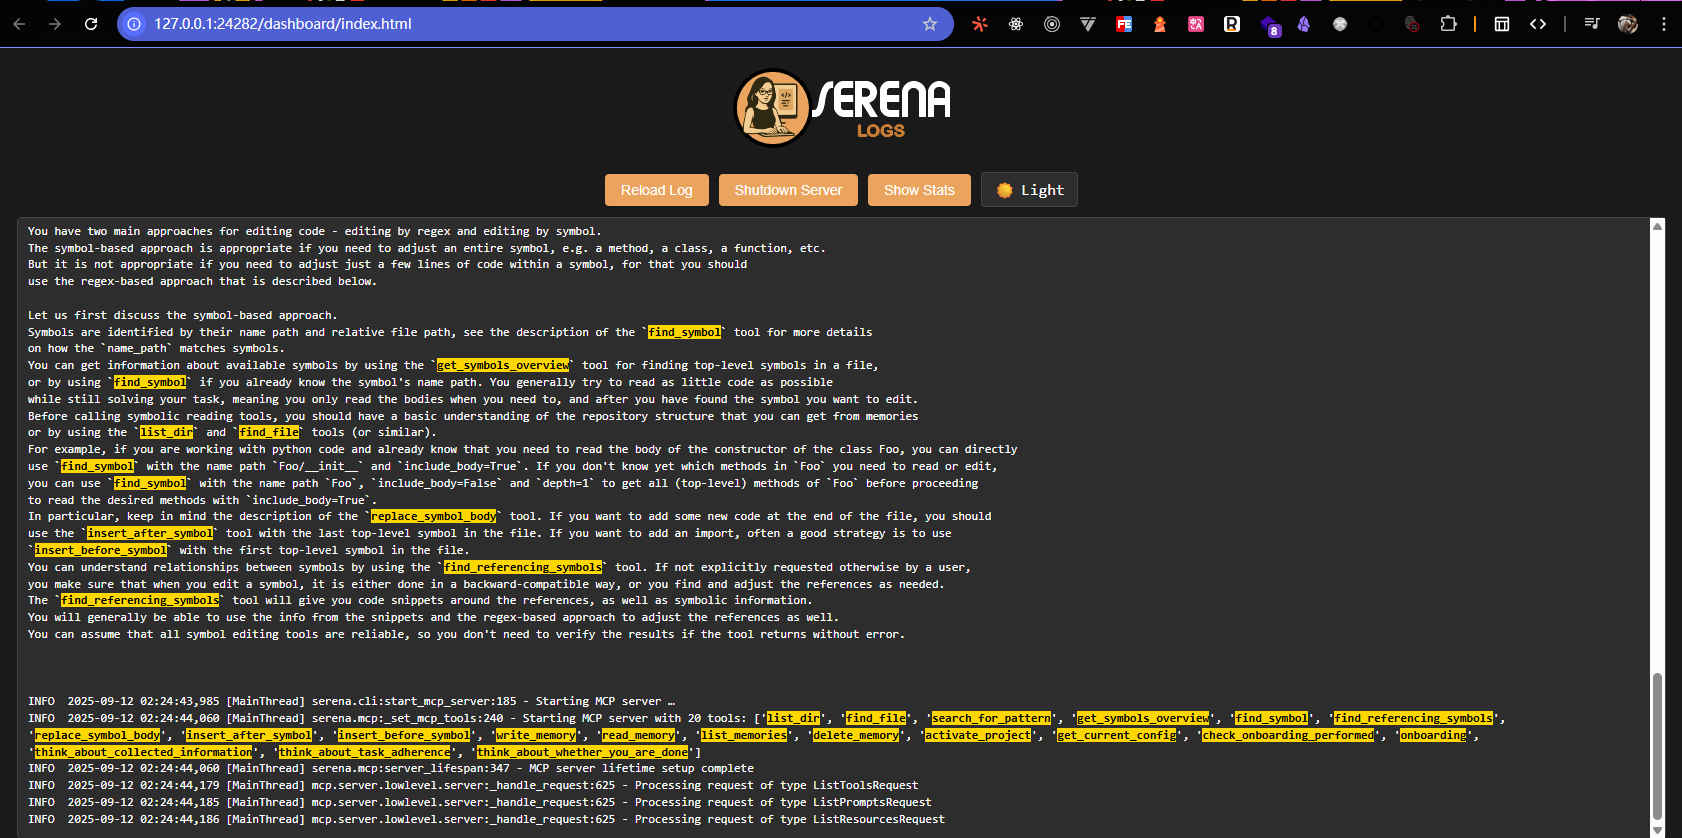 127.0.0.1:24282/dashboard/index.html
FE
R
8
SERENA
LOGS
Reload Log
Shutdown Server
Show Stats
Light
You have two main approaches for editing code - editing by regex and editing by symbol.
The symbol-based approach is appropriate if you need to adjust an entire symbol, e.g. a method, a class, a function, etc.
But it is not appropriate if you need to adjust just a few lines of code within a symbol, for that you should
use the regex-based approach that is described below.
Let us first discuss the symbol-based approach.
Symbols are identified by their name path and relative file path, see the description of the `find_symbol` tool for more details
on how the `name_path` matches symbols.
You can get information about available symbols by using the `get_symbols_overview` tool for finding top-level symbols in a file,
or by using `find_symbol` if you already know the symbol's name path. You generally try to read as little code as possible
while still solving your task, meaning you only read the bodies when you need to, and after you have found the symbol you want to edit.
Before calling symbolic reading tools, you should have a basic understanding of the repository structure that you can get from memories
or by using the `list_dir` and `find_file` tools (or similar).
For example, if you are working with python code and already know that you need to read the body of the constructor of the class Foo, you can directly
use `find_symbol` with the name path `Foo/__init__` and `include_body=True`. If you don't know yet which methods in `Foo` you need to read or edit,
you can use `find_symbol` with the name path `Foo`, `include_body=False` and `depth=1` to get all (top-level) methods of `Foo` before proceeding
to read the desired methods with `include_body=True`.
In particular, keep in mind the description of the `replace_symbol_body` tool. If you want to add some new code at the end of the file, you should
use the `insert_after_symbol` tool with the last top-level symbol in the file. If you want to add an import, often a good strategy is to use
`insert_before_symbol` with the first top-level symbol in the file.
You can understand relationships between symbols by using the `find_referencing_symbols` tool. If not explicitly requested otherwise by a user,
you make sure that when you edit a symbol, it is either done in a backward-compatible way, or you find and adjust the references as needed.
The `find_referencing_symbols` tool will give you code snippets around the references, as well as symbolic information.
You will generally be able to use the info from the snippets and the regex-based approach to adjust the references as well.
You can assume that all symbol editing tools are reliable, so you don't need to verify the results if the tool returns without error.
INFO  2025-09-12 02:24:43,985 [MainThread] serena.cli:start_mcp_server:185 - Starting MCP server …
INFO  2025-09-12 02:24:44,060 [MainThread] serena.mcp:_set_mcp_tools:240 - Starting MCP server with 20 tools: ['list_dir', 'find_file', 'search_for_pattern', 'get_symbols_overview', 'find_symbol', 'find_referencing_symbols',
'replace_symbol_body', 'insert_after_symbol', 'insert_before_symbol', 'write_memory', 'read_memory', 'list_memories', 'delete_memory', 'activate_project', 'get_current_config', 'check_onboarding_performed', 'onboarding',
'think_about_collected_information', 'think_about_task_adherence', 'think_about_whether_you_are_done']
INFO  2025-09-12 02:24:44,060 [MainThread] serena.mcp:server_lifespan:347 - MCP server lifetime setup complete
INFO  2025-09-12 02:24:44,179 [MainThread] mcp.server.lowlevel.server:_handle_request:625 - Processing request of type ListToolsRequest
INFO  2025-09-12 02:24:44,185 [MainThread] mcp.server.lowlevel.server:_handle_request:625 - Processing request of type ListPromptsRequest
INFO  2025-09-12 02:24:44,186 [MainThread] mcp.server.lowlevel.server:_handle_request:625 - Processing request of type ListResourcesRequest